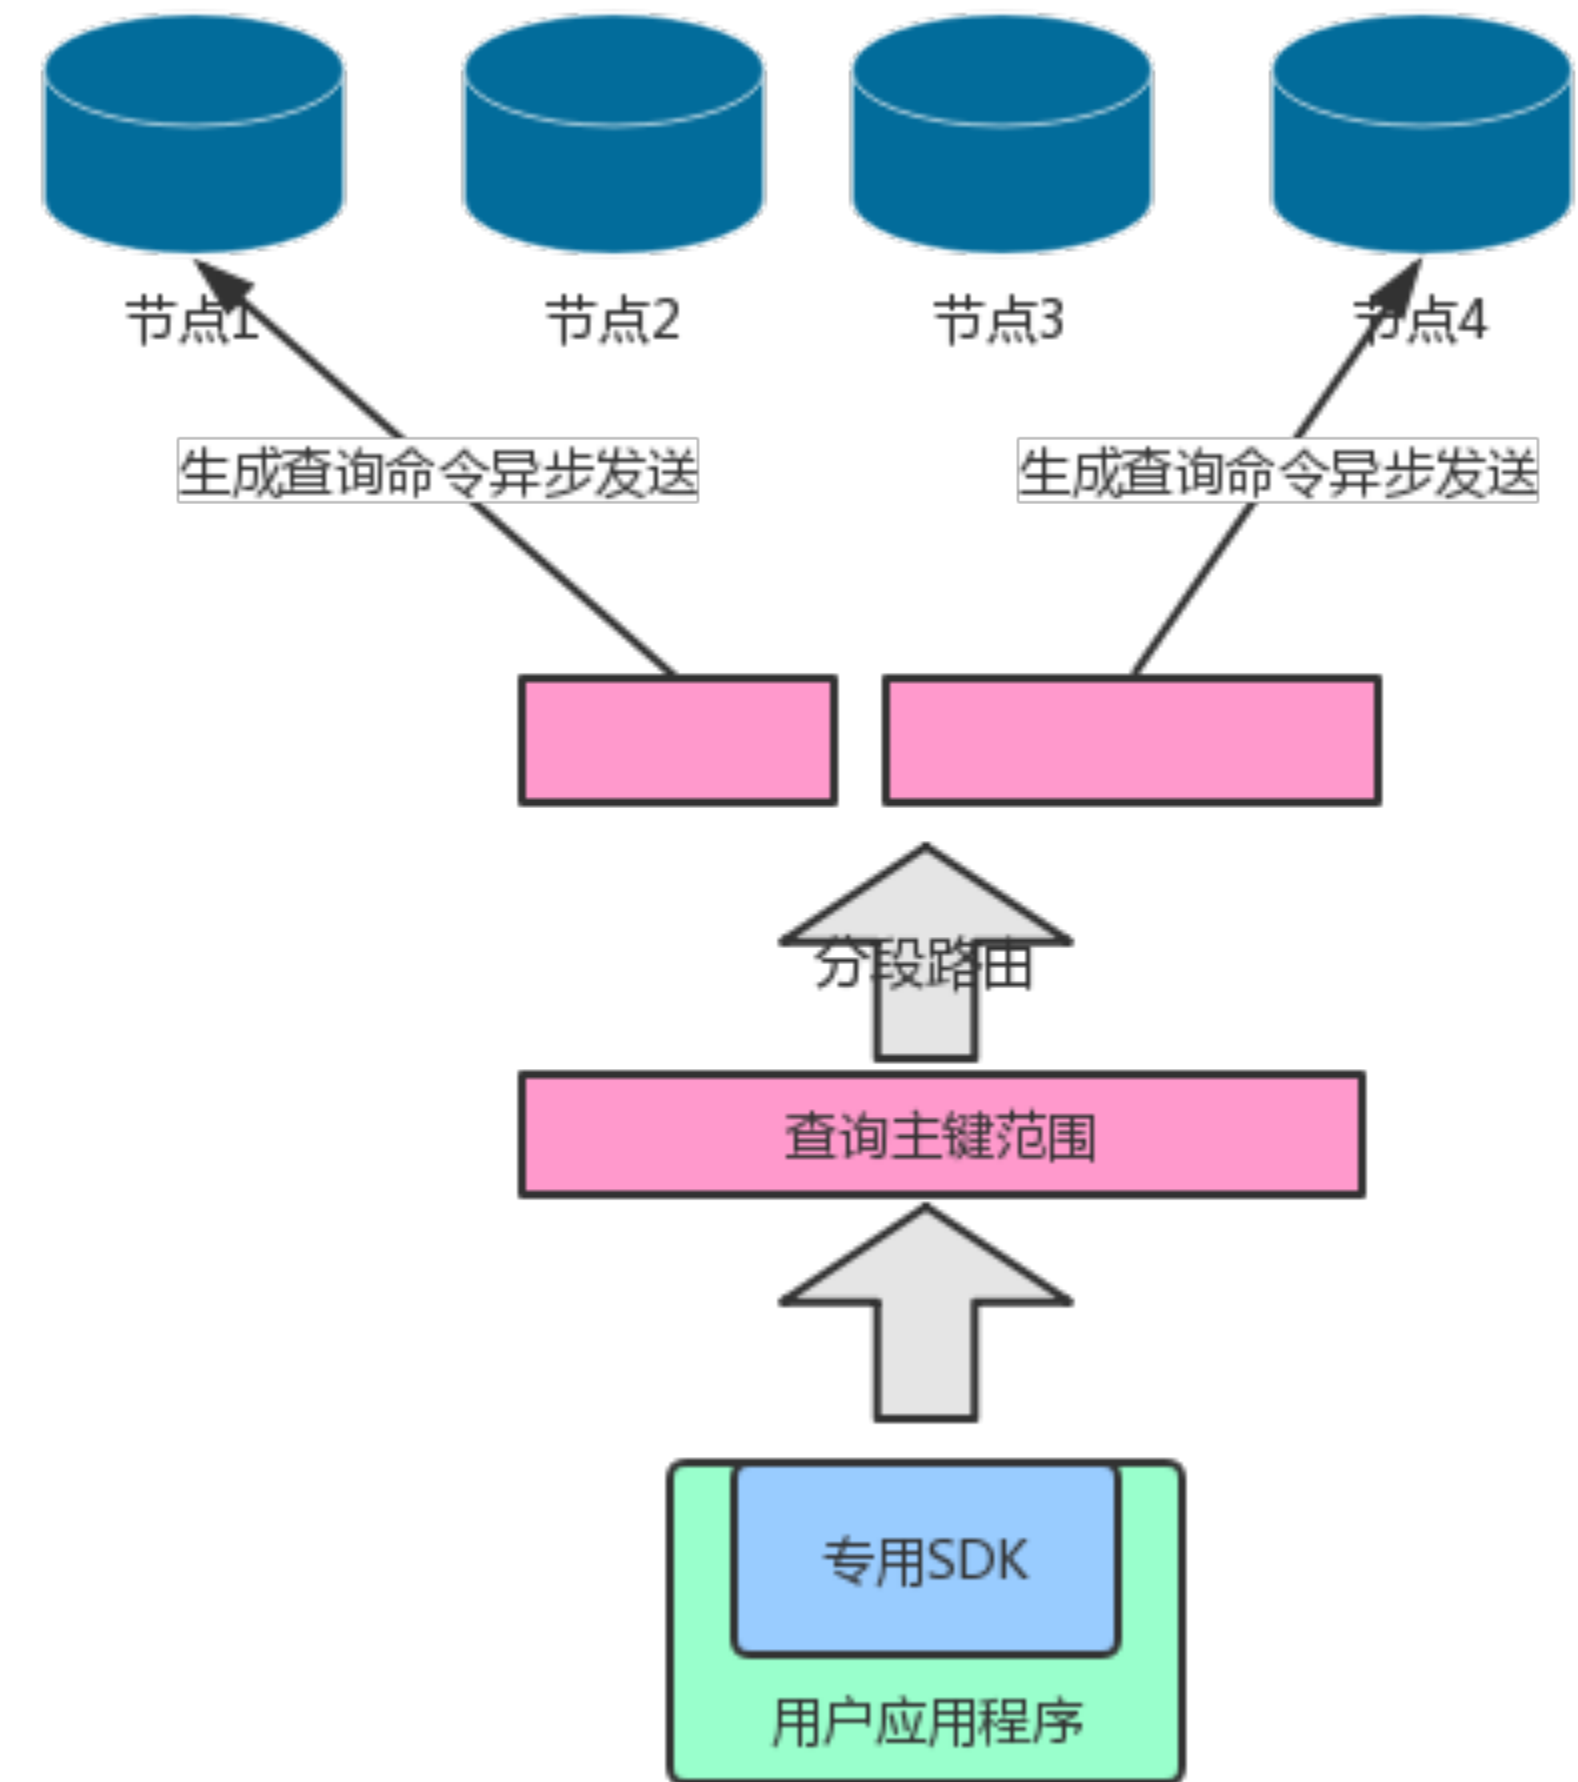 节点1
节点2
节点3
节点4
生成查询命令异步发送
生成查询命令异步发送
分段路由
查询主键范围
专用SDK
用户应用程序